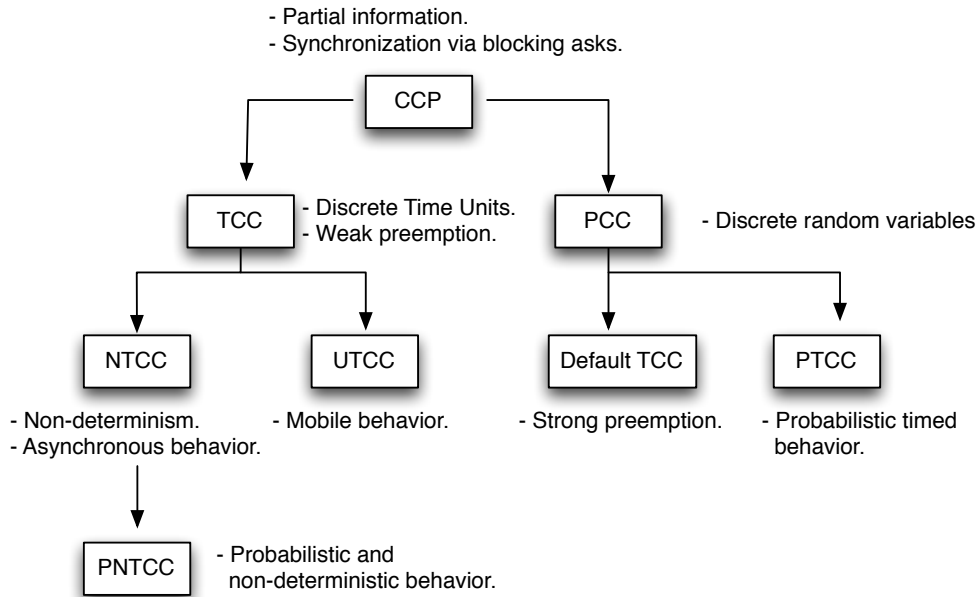 - Partial information.
- Synchronization via blocking asks.
CCP
TCC
- Discrete Time Units.
- Weak preemption.
PCC
- Discrete random variables
NTCC
UTCC
Default TCC
PTCC
- Non-determinism.
- Asynchronous behavior.
- Mobile behavior.
- Strong preemption.
- Probabilistic timed
behavior.
PNTCC
- Probabilistic and
non-deterministic behavior.